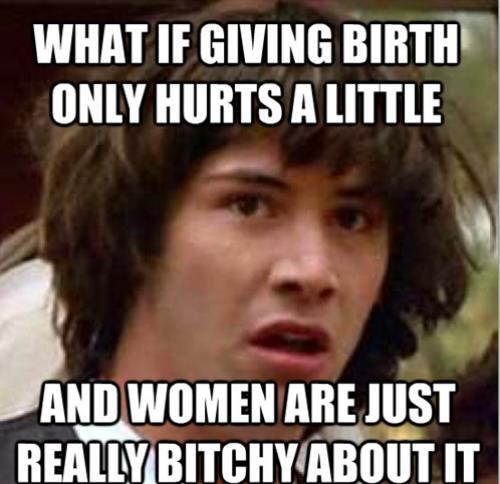 WHAT IF GIVING BIRTH
ONLY HURTS A LITTLE
AND WOMEN ARE JUST
REALLY BITCHY ABOUT IT